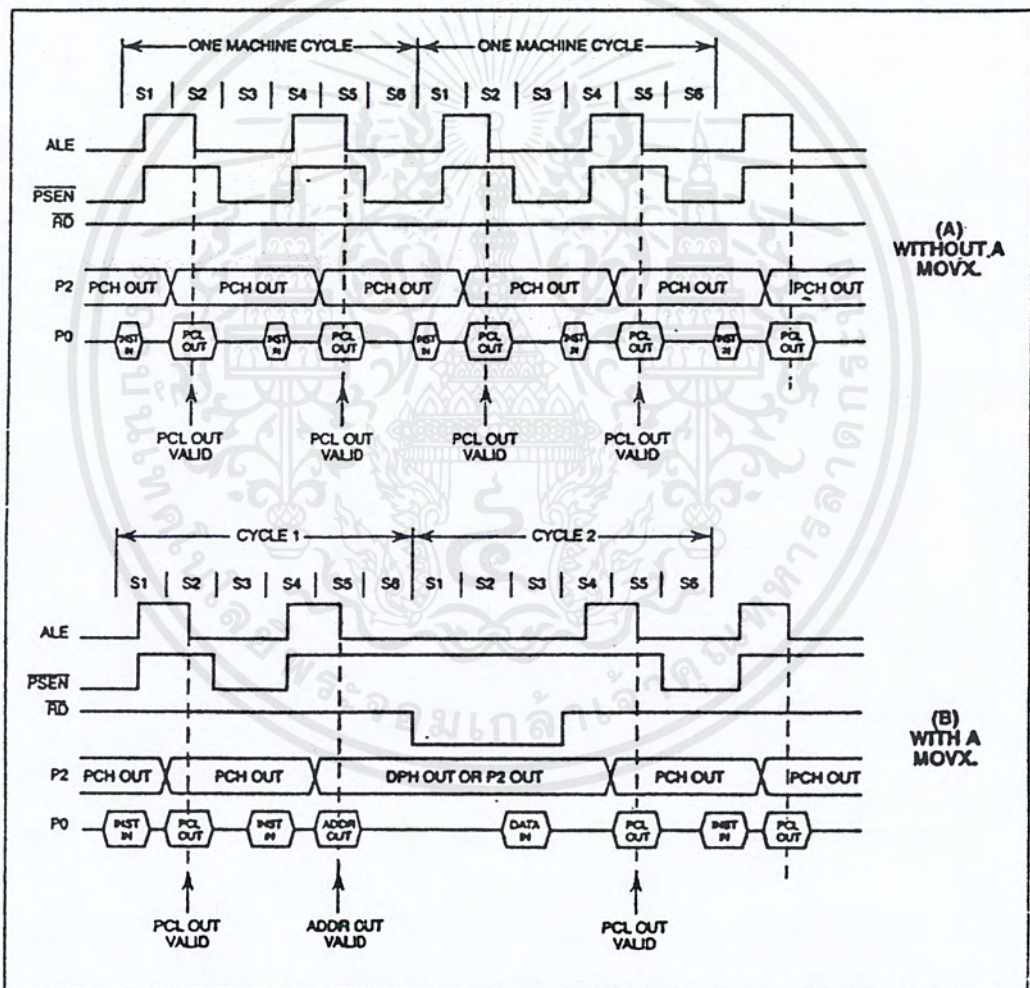 ONE MACHINE CYCLE ONE MACHINE CYCLE
S1 S2 S3 S4 S5 S6 S1 S2 S3 S4 S5 S6
ALE
PSEN
RD
(A)
WITHOUT A
MOVX.
P2 PCH OUT PCH OUT PCH OUT PCH OUT PCH OUT PCH OUT
P0 INST IN PCL OUT INST IN PCL OUT INST IN PCL OUT INST IN PCL OUT INST IN PCL OUT
PCL OUT VALID PCL OUT VALID PCL OUT VALID PCL OUT VALID
CYCLE 1 CYCLE 2
S1 S2 S3 S4 S5 S6 S1 S2 S3 S4 S5 S6
ALE
PSEN
RD
(B)
WITH A
MOVX.
P2 PCH OUT PCH OUT DPH OUT OR P2 OUT PCH OUT PCH OUT
P0 INST IN PCL OUT INST IN ADDR OUT DATA IN PCL OUT INST IN PCL OUT
PCL OUT VALID ADDR OUT VALID PCL OUT VALID